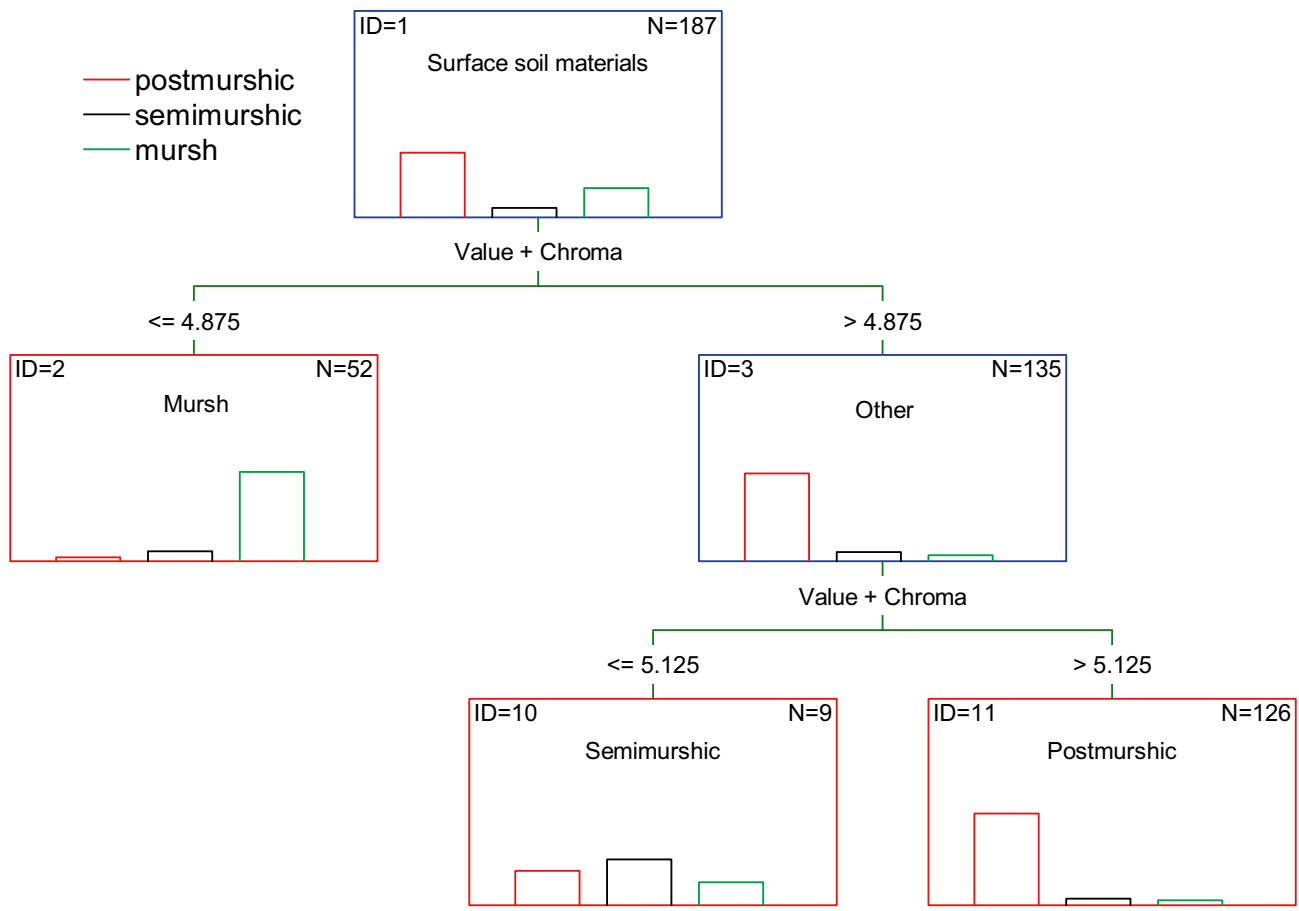 ID=1 N=187
Surface soil materials
postmurshic
semimurshic
mursh
Value + Chroma
<= 4.875
> 4.875
ID=2 N=52
Mursh
ID=3 N=135
Other
Value + Chroma
<= 5.125
> 5.125
ID=10 N=9
Semimurshic
ID=11 N=126
Postmurshic